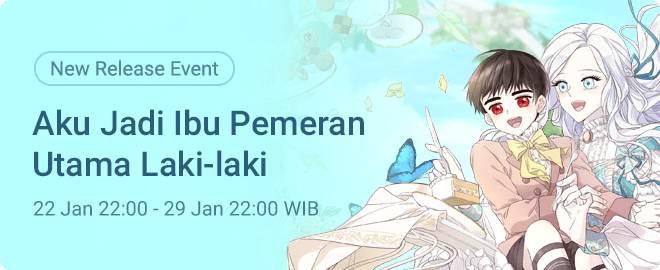 New Release Event
Aku Jadi Ibu Pemeran
Utama Laki-laki
22 Jan 22:00 - 29 Jan 22:00 WIB